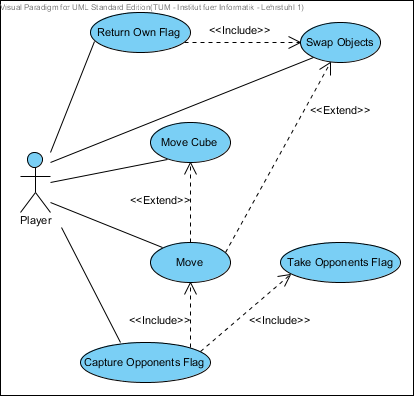 Visual Paradigm for UML Standard Edition(TUM - Institut fuer Informatik - Lehrstuhl 1)
Return Own Flag
<<Include>>
Swap Objects
<<Extend>>
Move Cube
<<Extend>>
Player
Move
Take Opponents Flag
<<Include>>
<<Include>>
Capture Opponents Flag